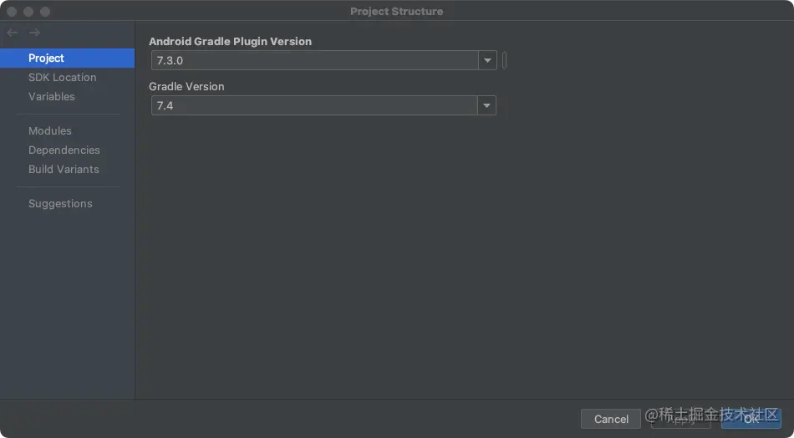 Project Structure
Project
SDK Location
Variables
Modules
Dependencies
Build Variants
Suggestions
Android Gradle Plugin Version
7.3.0
Gradle Version
7.4
Cancel
Apply
OK
@稀土掘金技术社区